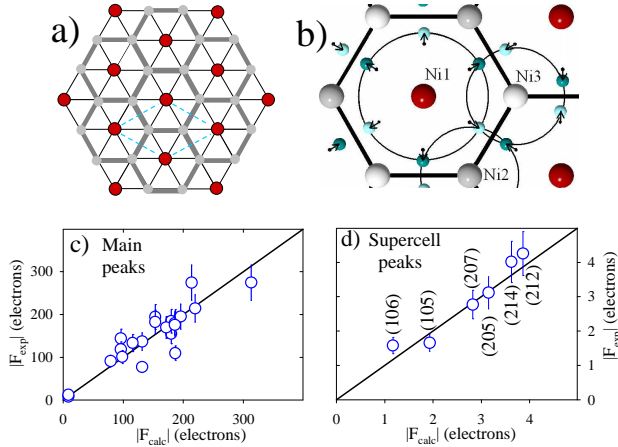 a)
b)
Ni1
Ni3
Ni2
c)
Main
peaks
|F_exp| (electrons)
300
200
100
0
0
100
200
300
|F_calc| (electrons)
d)
Supercell
peaks
(106)
(105)
(207)
(205)
(214)
(212)
4
3
2
1
0
|F_exp| (electrons)
0
1
2
3
4
|F_calc| (electrons)